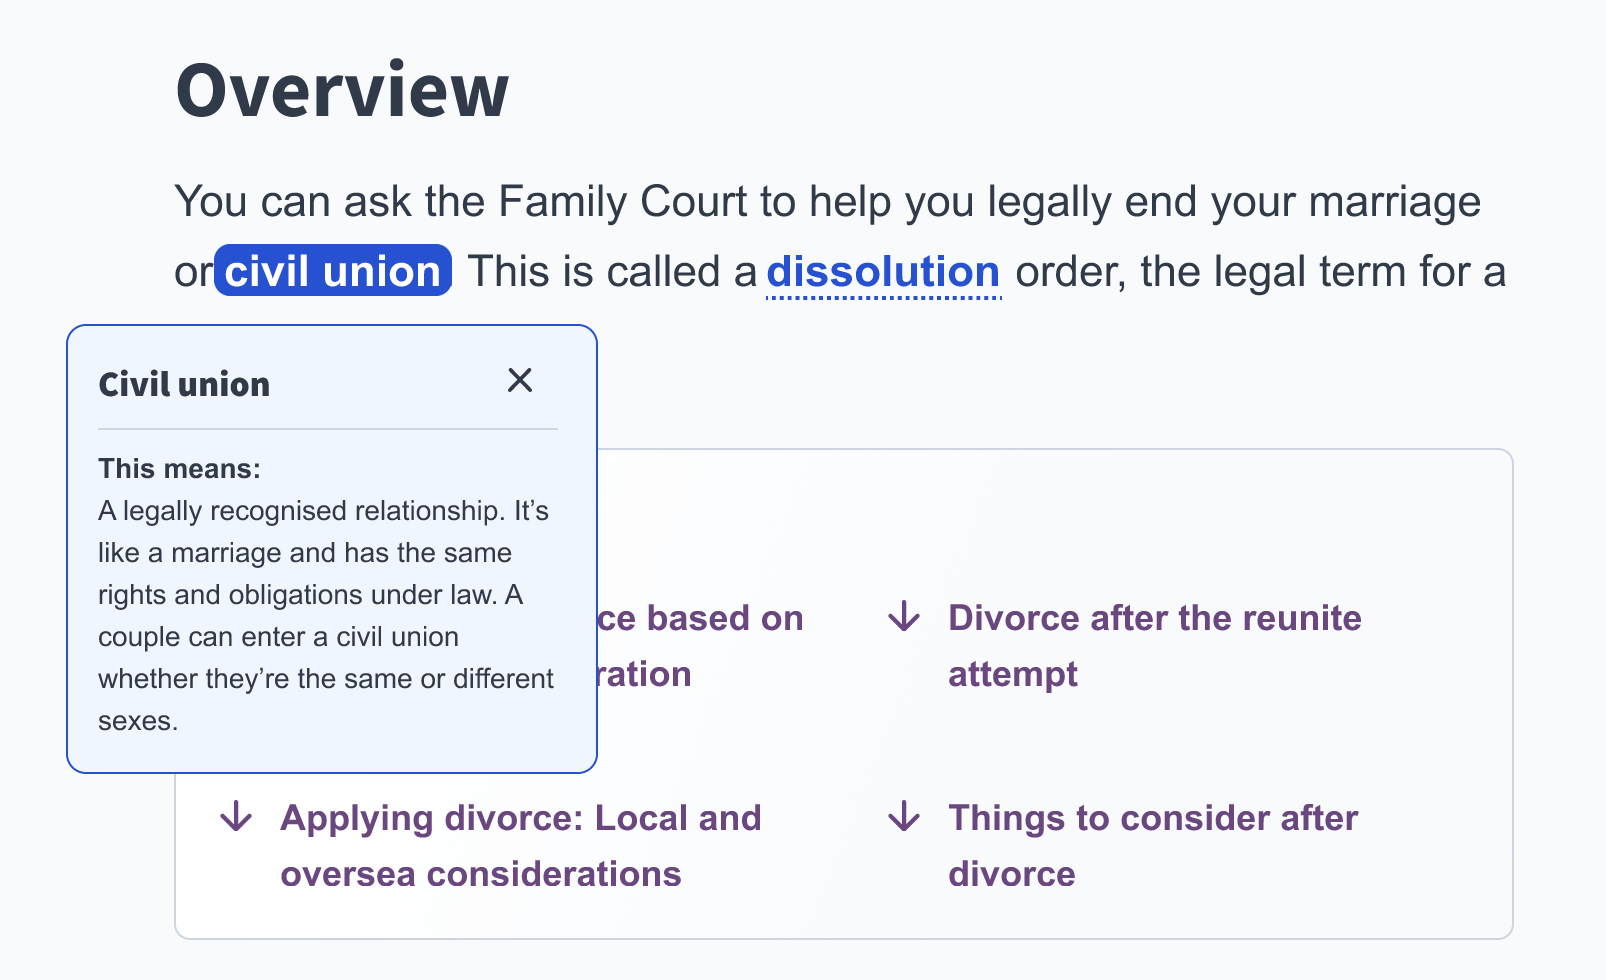 Overview
You can ask the Family Court to help you legally end your marriage
or civil union This is called a dissolution order, the legal term for a
Civil union
This means:
A legally recognised relationship. It’s
like a marriage and has the same
rights and obligations under law. A
couple can enter a civil union
whether they’re the same or different
sexes.
based on
Divorce after the reunite
attempt
Applying divorce: Local and
oversea considerations
Things to consider after
divorce